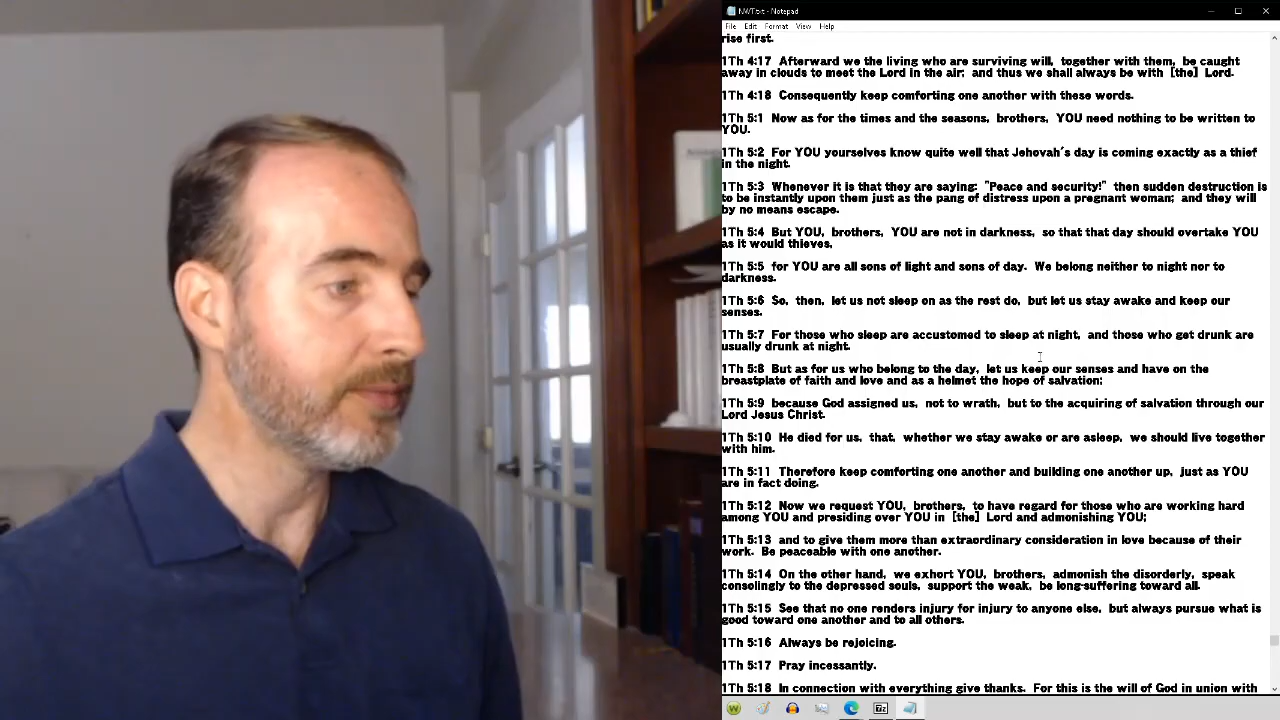 NWT.txt - Notepad
File Edit Format View Help
rise first.
1Th 4:17 Afterward we the living who are surviving will, together with them, be caught
away in clouds to meet the Lord in the air; and thus we shall always be with [the] Lord.
1Th 4:18 Consequently keep comforting one another with these words.
1Th 5:1 Now as for the times and the seasons, brothers, YOU need nothing to be written to
YOU.
1Th 5:2 For YOU yourselves know quite well that Jehovah's day is coming exactly as a thief
in the night.
1Th 5:3 Whenever it is that they are saying: "Peace and security!" then sudden destruction is
to be instantly upon them just as the pang of distress upon a pregnant woman; and they will
by no means escape.
1Th 5:4 But YOU, brothers, YOU are not in darkness, so that that day should overtake YOU
as it would thieves,
1Th 5:5 for YOU are all sons of light and sons of day. We belong neither to night nor to
darkness.
1Th 5:6 So, then, let us not sleep on as the rest do, but let us stay awake and keep our
senses.
1Th 5:7 For those who sleep are accustomed to sleep at night, and those who get drunk are
usually drunk at night.
1Th 5:8 But as for us who belong to the day, let us keep our senses and have on the
breastplate of faith and love and as a helmet the hope of salvation;
1Th 5:9 because God assigned us, not to wrath, but to the acquiring of salvation through our
Lord Jesus Christ.
1Th 5:10 He died for us, that, whether we stay awake or are asleep, we should live together
with him.
1Th 5:11 Therefore keep comforting one another and building one another up, just as YOU
are in fact doing.
1Th 5:12 Now we request YOU, brothers, to have regard for those who are working hard
among YOU and presiding over YOU in [the] Lord and admonishing YOU;
1Th 5:13 and to give them more than extraordinary consideration in love because of their
work. Be peaceable with one another.
1Th 5:14 On the other hand, we exhort YOU, brothers, admonish the disorderly, speak
consolingly to the depressed souls, support the weak, be long-suffering toward all.
1Th 5:15 See that no one renders injury for injury to anyone else, but always pursue what is
good toward one another and to all others.
1Th 5:16 Always be rejoicing.
1Th 5:17 Pray incessantly.
1Th 5:18 In connection with everything give thanks. For this is the will of God in union with